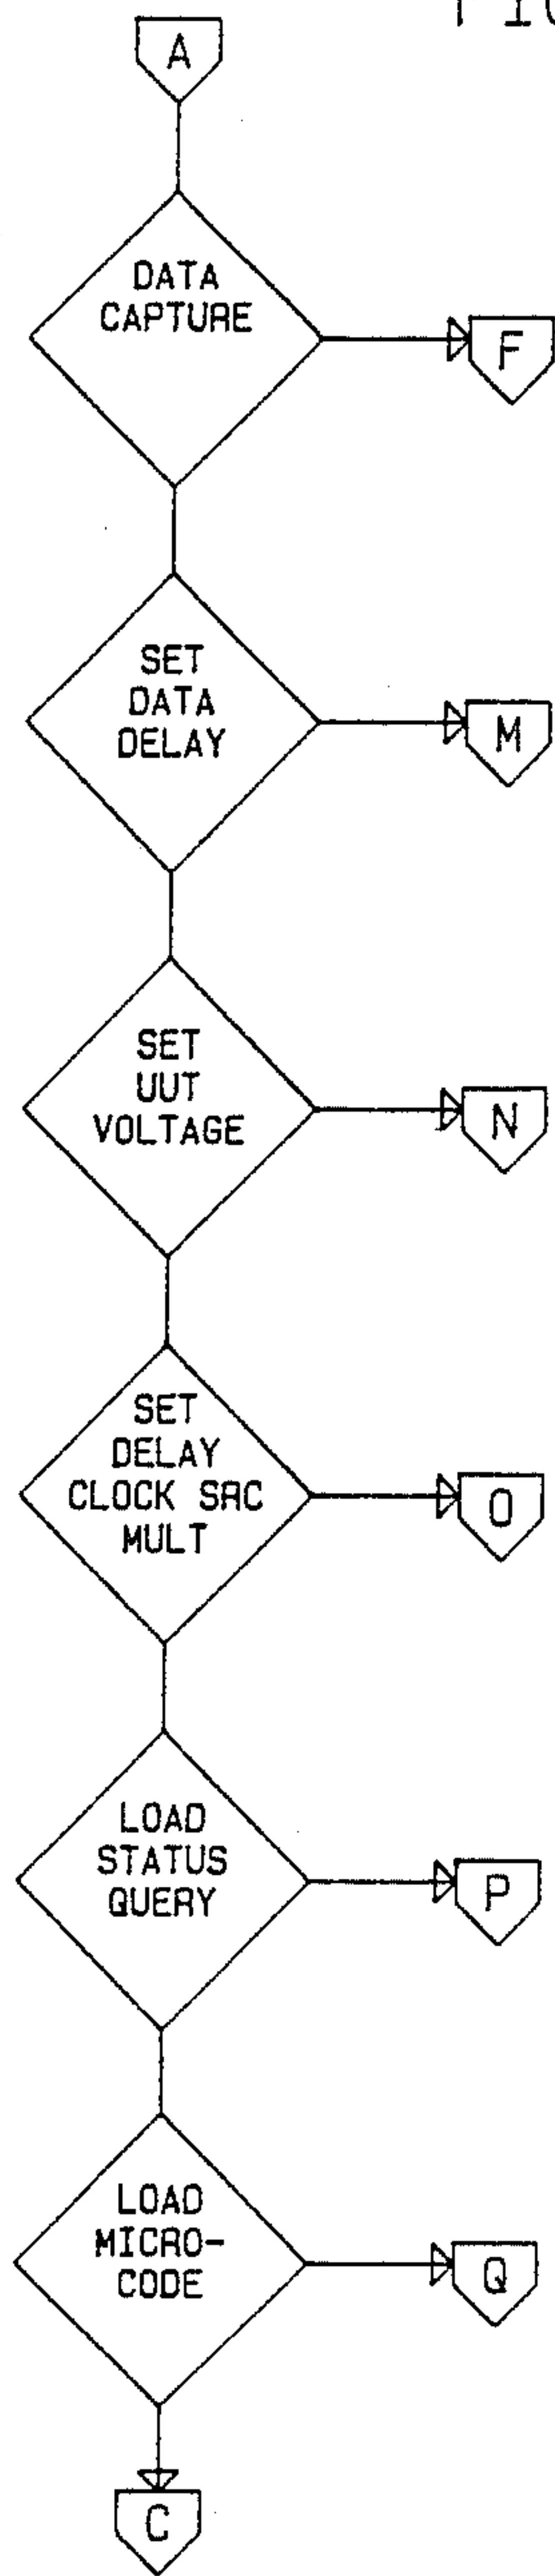 A
DATA
CAPTURE
F
SET
DATA
DELAY
M
SET
UUT
VOLTAGE
N
SET
DELAY
CLOCK SRC
MULT
O
LOAD
STATUS
QUERY
P
LOAD
MICRO-
CODE
Q
C